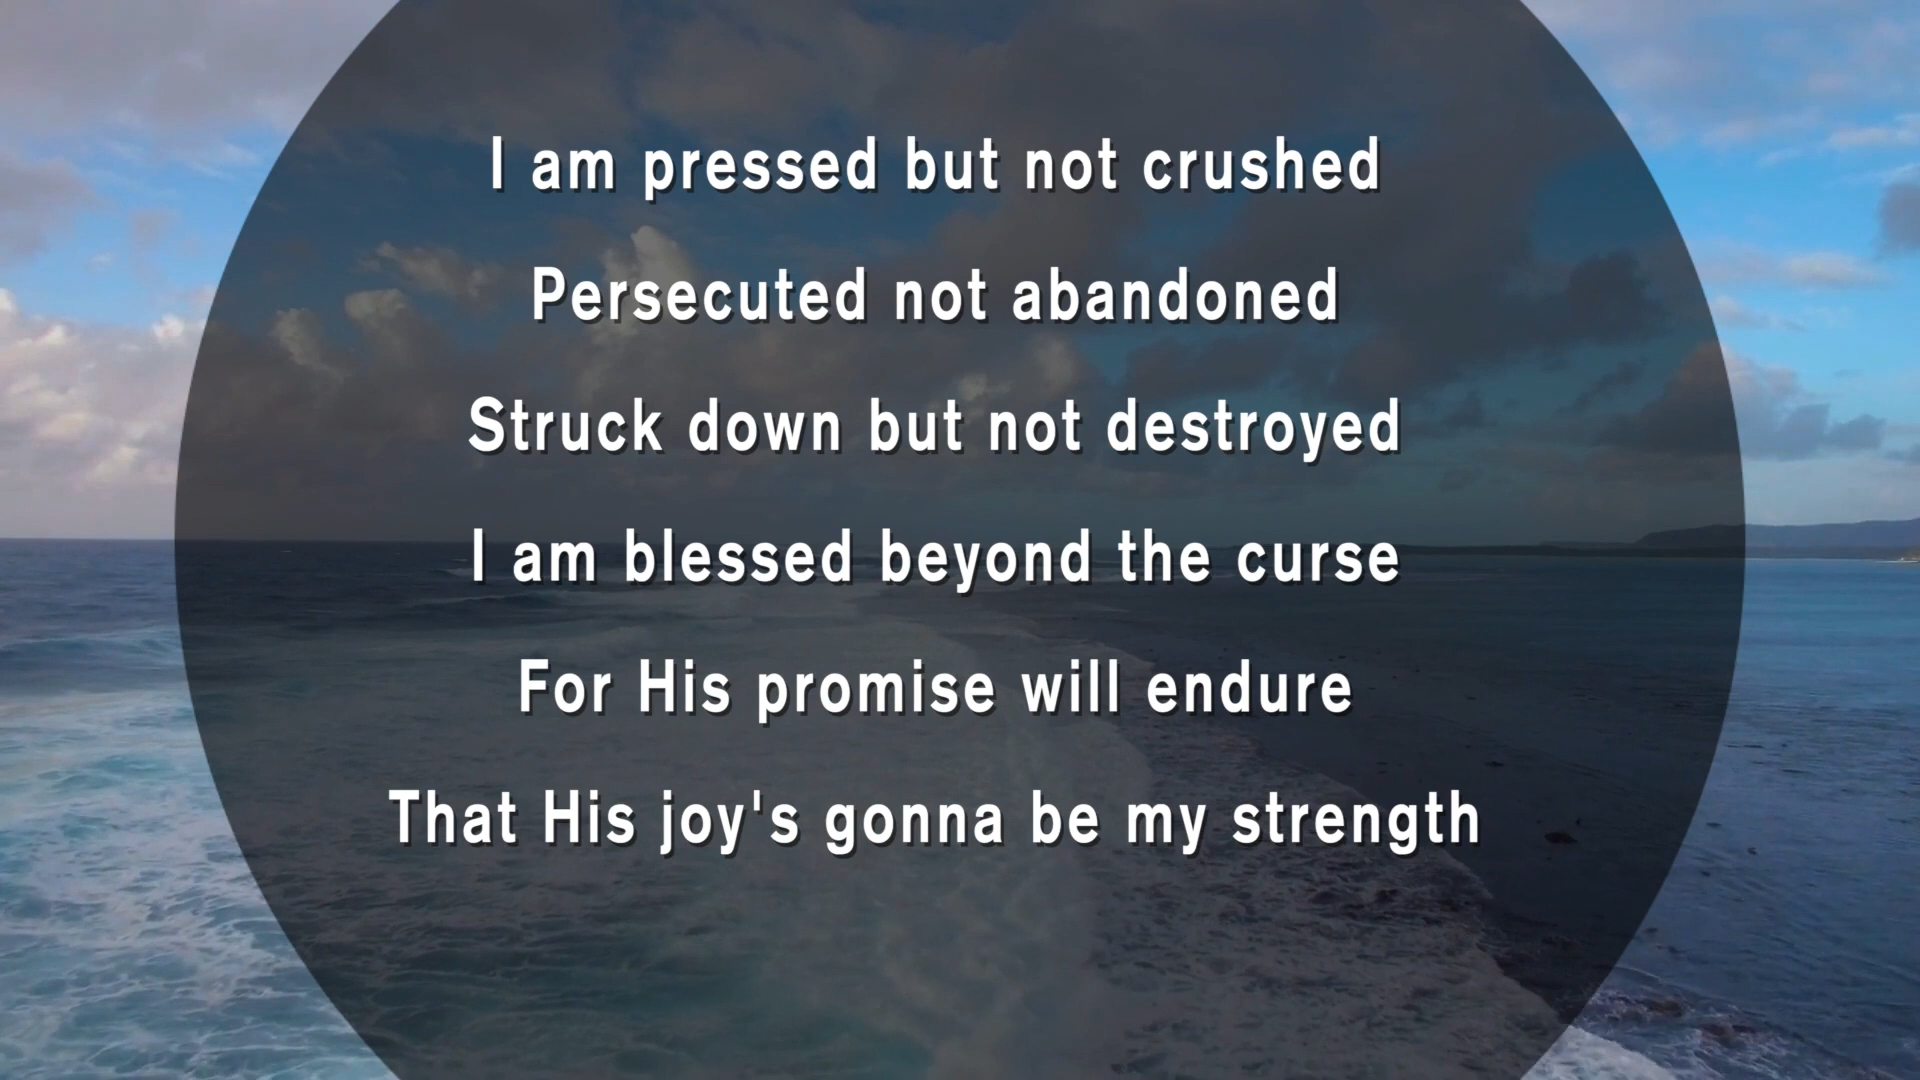 I am pressed but not crushed
Persecuted not abandoned
Struck down but not destroyed
I am blessed beyond the curse
For His promise will endure
That His joy's gonna be my strength